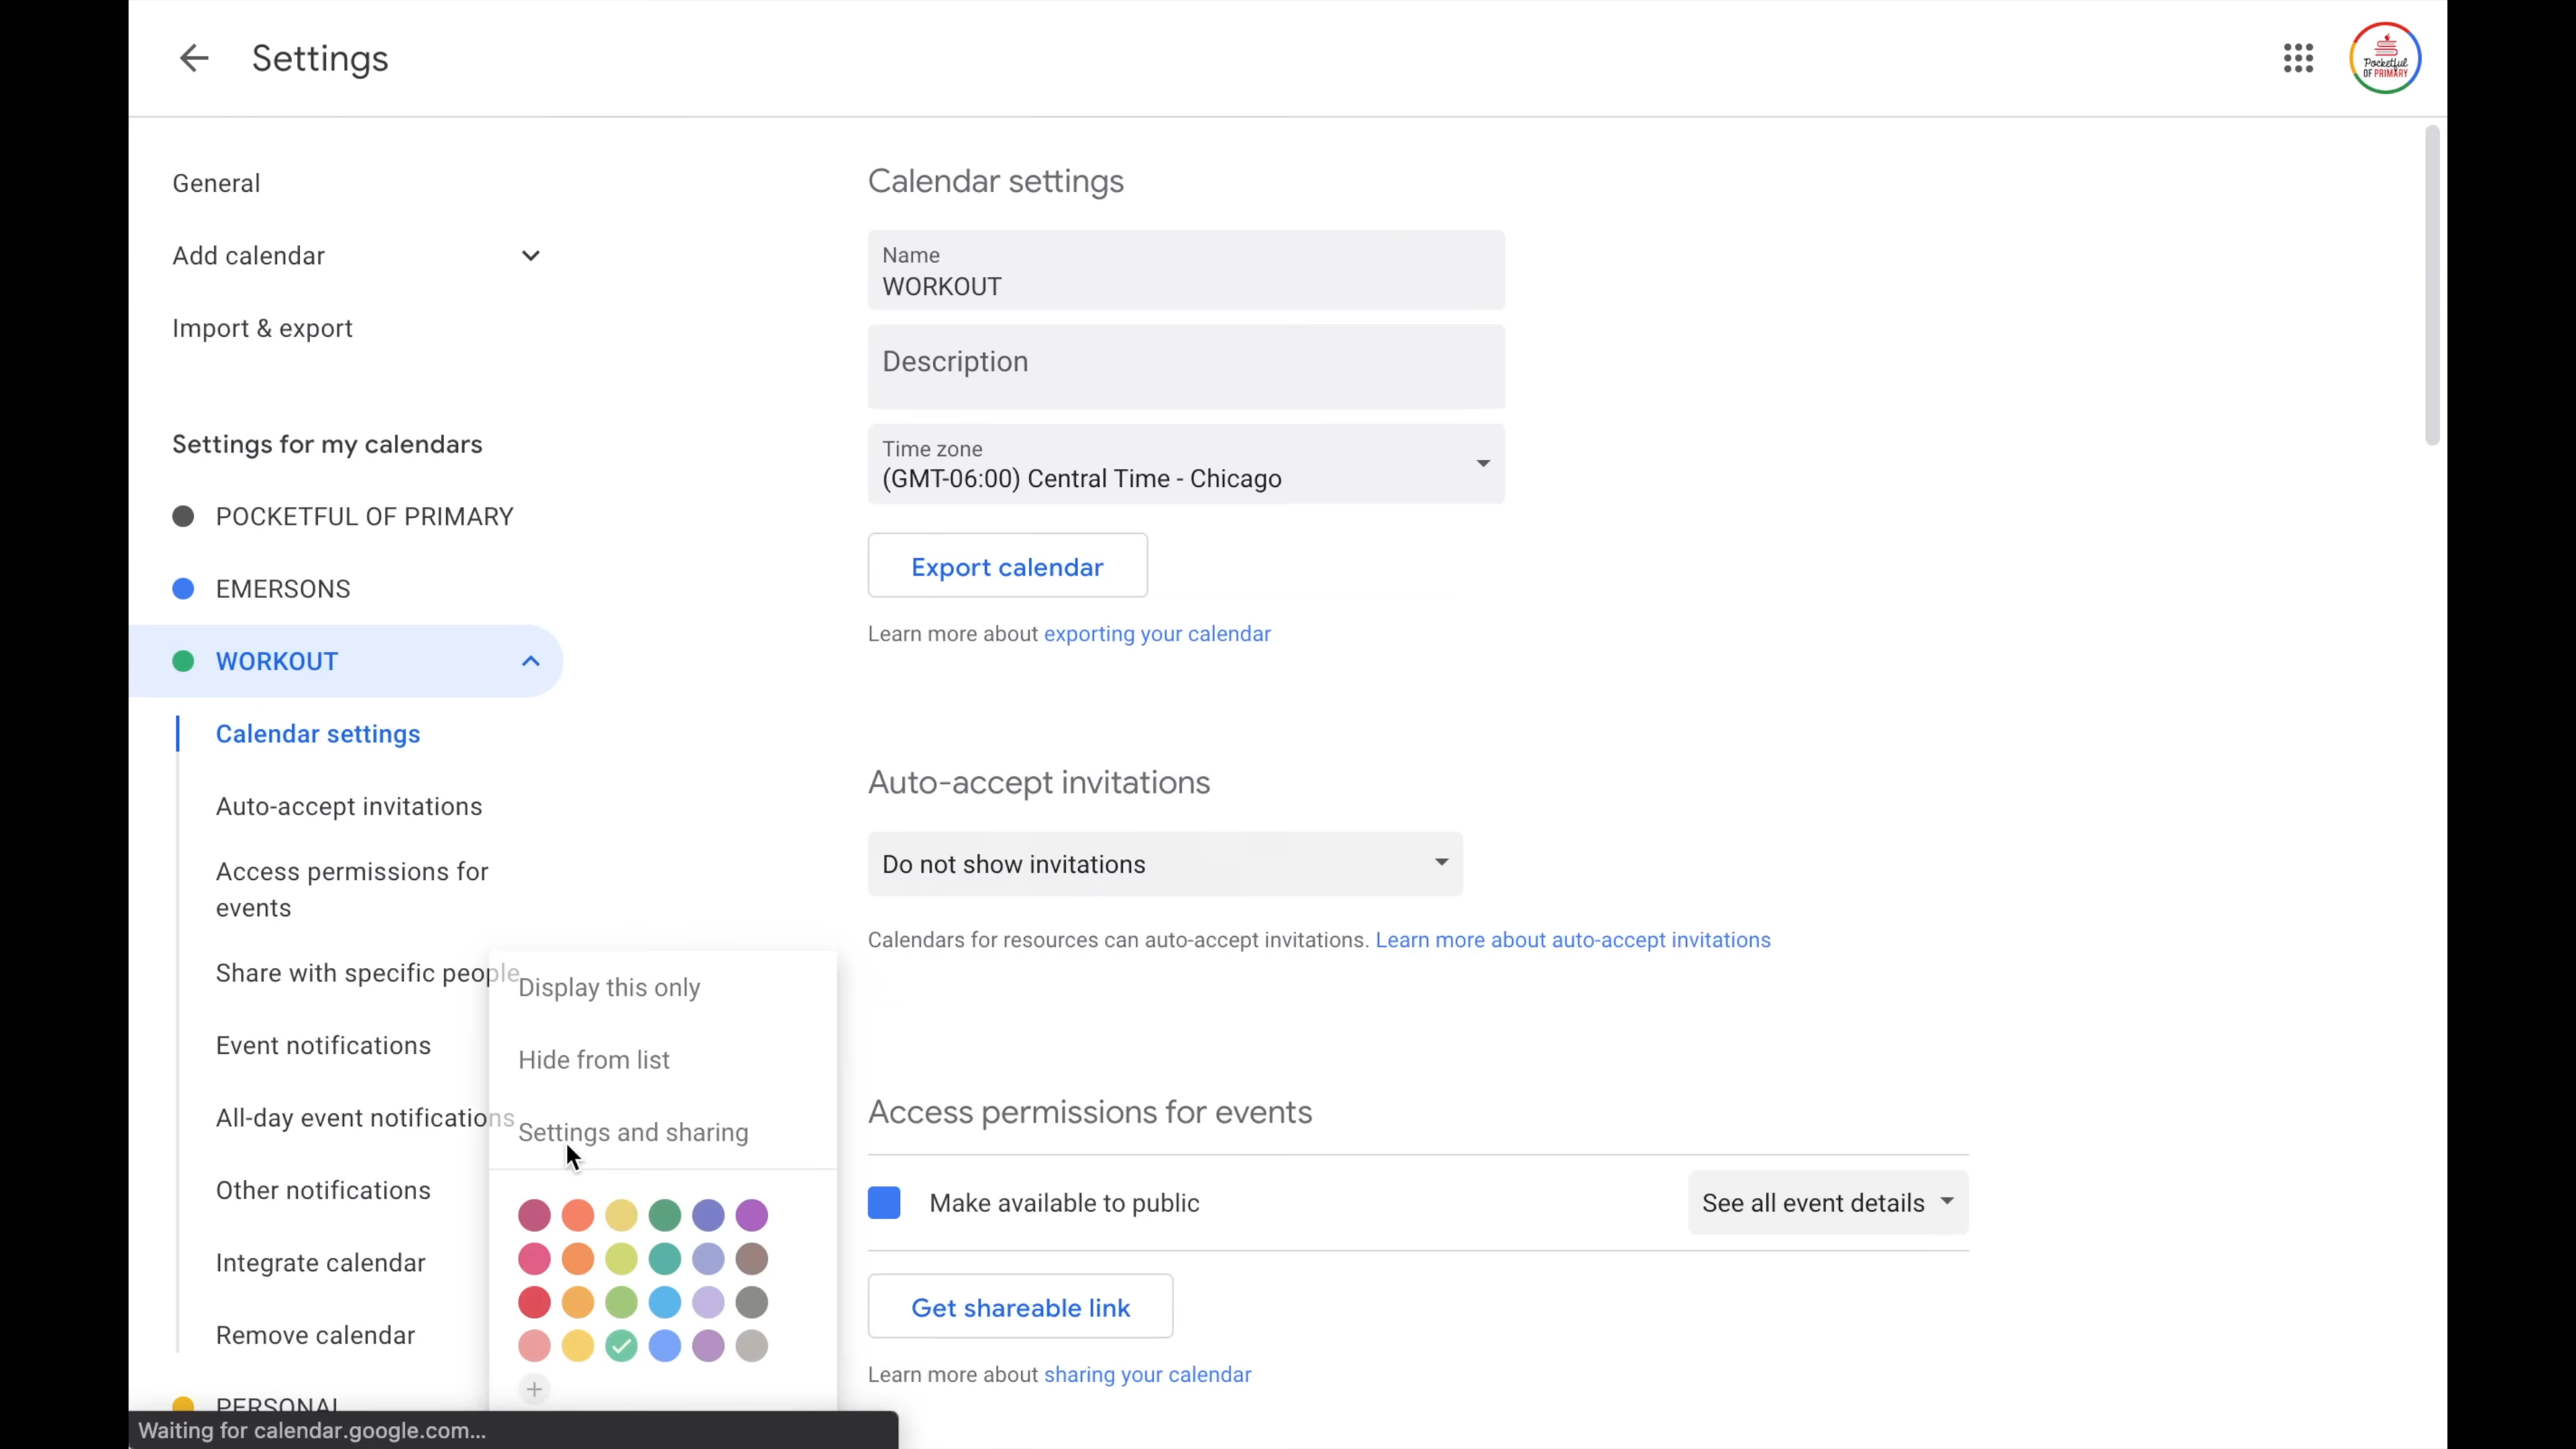 Settings
Pocketful
OF PRIMARY
General
Add calendar
Import & export
Settings for my calendars
POCKETFUL OF PRIMARY
EMERSONS
WORKOUT
Calendar settings
Auto-accept invitations
Access permissions for
events
Share with specific people
Event notifications
All-day event notifications
Other notifications
Integrate calendar
Remove calendar
PERSONAL
Display this only
Hide from list
Settings and sharing
Calendar settings
Name
WORKOUT
Description
Time zone
(GMT-06:00) Central Time - Chicago
Export calendar
Learn more about exporting your calendar
Auto-accept invitations
Do not show invitations
Calendars for resources can auto-accept invitations. Learn more about auto-accept invitations
Access permissions for events
Make available to public
See all event details
Get shareable link
Learn more about sharing your calendar
Waiting for calendar.google.com...